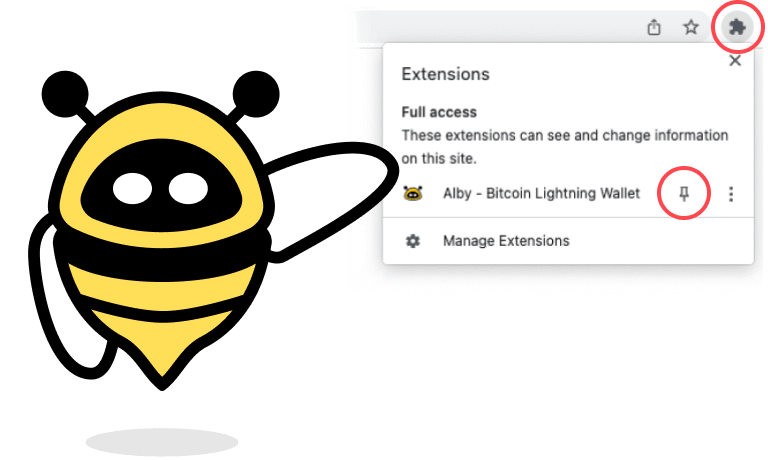 Extensions
Full access
These extensions can see and change information
on this site.
Alby - Bitcoin Lightning Wallet
Manage Extensions